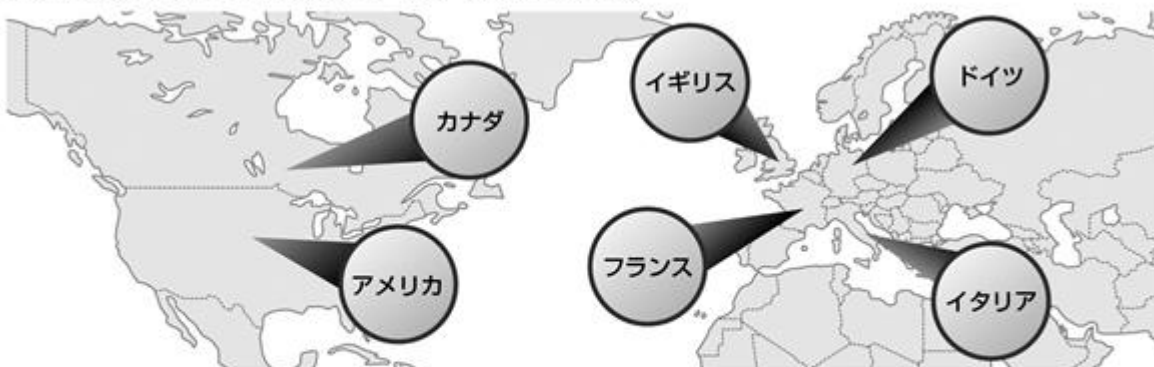 イギリス
ドイツ
カナダ
フランス
アメリカ
イタリア